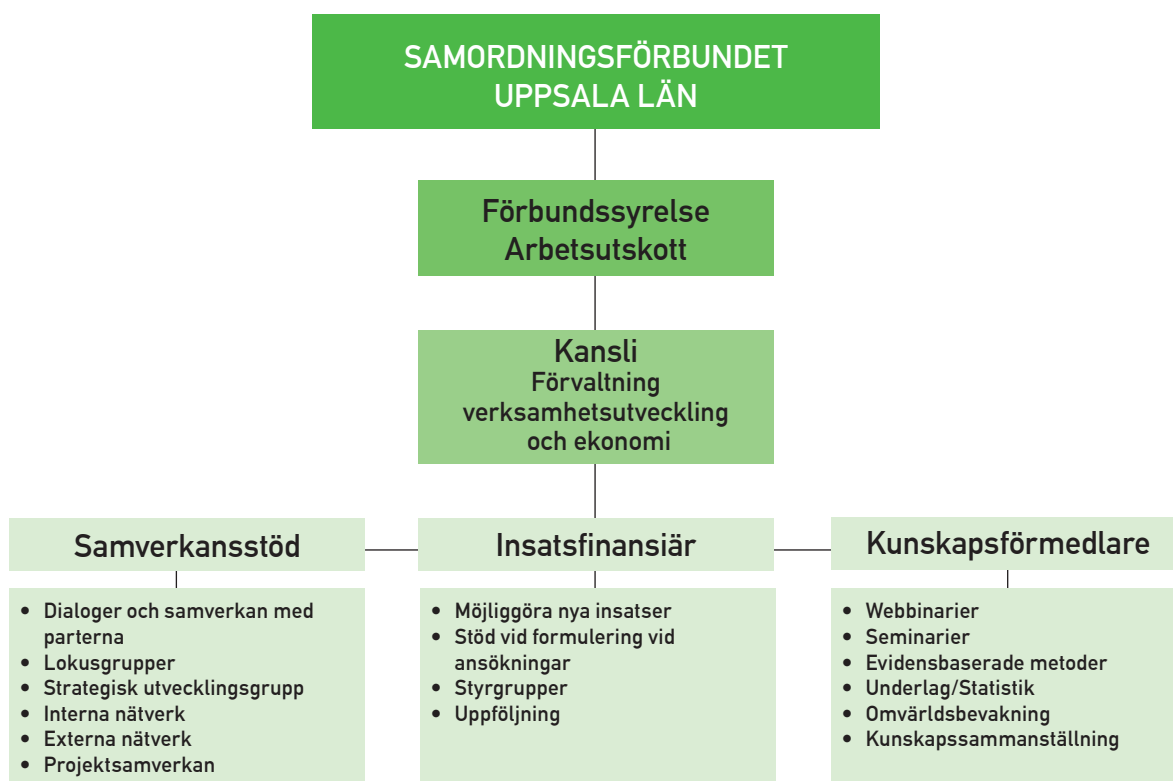 SAMORDNINGSFÖRBUNDET
UPPSALA LÄN
Förbundssyrelse
Arbetsutskott
Kansli
Förvaltning
verksamhetsutveckling
och ekonomi
Samverkansstöd
• Dialoger och samverkan med
parterna
• Lokusgrupper
• Strategisk utvecklingsgrupp
• Interna nätverk
• Externa nätverk
• Projektsamverkan
Insatsfinansiär
• Möjliggöra nya insatser
• Stöd vid formulering vid
ansökningar
• Styrgrupper
• Uppföljning
Kunskapsförmedlare
• Webbinarier
• Seminarier
• Evidensbaserade metoder
• Underlag/Statistik
• Omvärldsbevakning
• Kunskapssammanställning